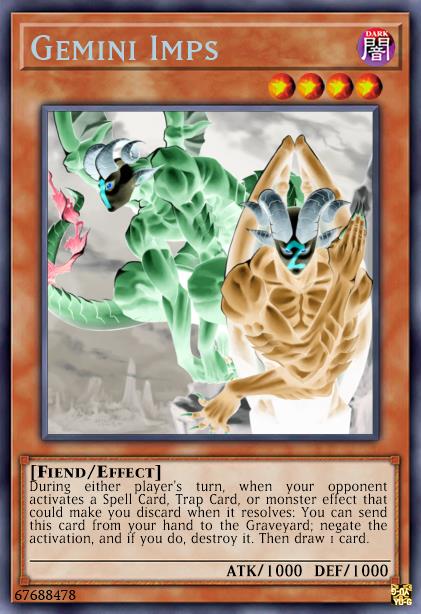 Gemini Imps
DARK
闇
[Fiend/Effect]
During either player's turn, when your opponent
activates a Spell Card, Trap Card, or monster effect that
could make you discard when it resolves: You can send
this card from your hand to the Graveyard; negate the
activation, and if you do, destroy it. Then draw 1 card.
ATK/1000 DEF/1000
67688478